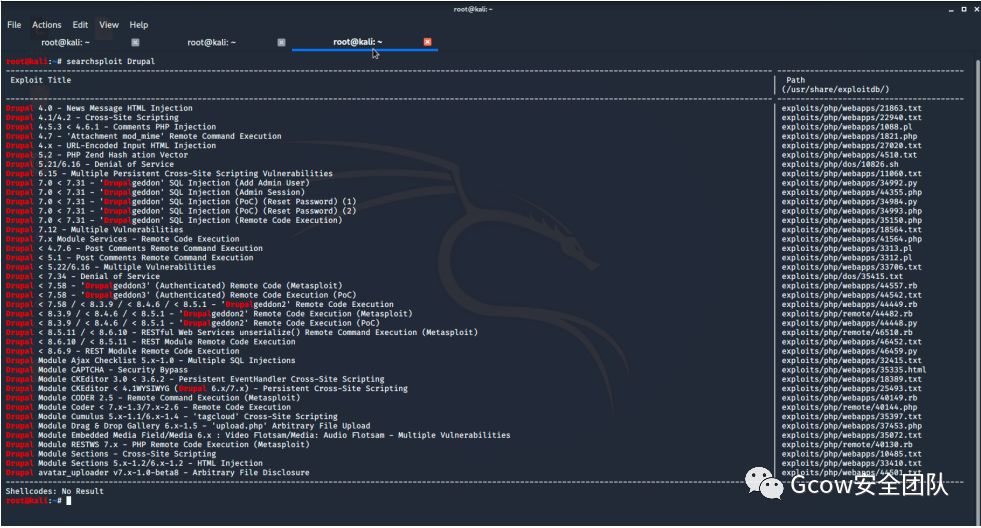 root@kali: ~
File Actions Edit View Help
root@kali: ~ root@kali: ~ root@kali: ~
root@kali:~# searchsploit Drupal
Exploit Title | Path
| (/usr/share/exploitdb/)
Drupal 4.0 - News Message HTML Injection | exploits/php/webapps/21863.txt
Drupal 4.1/4.2 - Cross-Site Scripting | exploits/php/webapps/22940.txt
Drupal 4.5.3 < 4.6.1 - Comments PHP Injection | exploits/php/webapps/1088.pl
Drupal 4.7 - 'Attachment mod_mime' Remote Command Execution | exploits/php/webapps/1821.php
Drupal 4.x - URL-Encoded Input HTML Injection | exploits/php/webapps/27020.txt
Drupal 5.2 - PHP Zend Hash ation Vector | exploits/php/webapps/4510.txt
Drupal 5.21/6.16 - Denial of Service | exploits/php/dos/10826.sh
Drupal 6.15 - Multiple Persistent Cross-Site Scripting Vulnerabilities | exploits/php/webapps/11060.txt
Drupal 7.0 < 7.31 - 'Drupalgeddon' SQL Injection (Add Admin User) | exploits/php/webapps/34992.py
Drupal 7.0 < 7.31 - 'Drupalgeddon' SQL Injection (Admin Session) | exploits/php/webapps/44355.php
Drupal 7.0 < 7.31 - 'Drupalgeddon' SQL Injection (PoC) (Reset Password) (1) | exploits/php/webapps/34984.py
Drupal 7.0 < 7.31 - 'Drupalgeddon' SQL Injection (PoC) (Reset Password) (2) | exploits/php/webapps/34993.php
Drupal 7.0 < 7.31 - 'Drupalgeddon' SQL Injection (Remote Code Execution) | exploits/php/webapps/35150.php
Drupal 7.12 - Multiple Vulnerabilities | exploits/php/webapps/18564.txt
Drupal 7.x Module Services - Remote Code Execution | exploits/php/webapps/41564.php
Drupal < 4.7.6 - Post Comments Remote Command Execution | exploits/php/webapps/3313.pl
Drupal < 5.1 - Post Comments Remote Command Execution | exploits/php/webapps/3312.pl
Drupal < 5.22/6.16 - Multiple Vulnerabilities | exploits/php/webapps/33706.txt
Drupal < 7.34 - Denial of Service | exploits/php/dos/35415.txt
Drupal < 7.58 - 'Drupalgeddon3' (Authenticated) Remote Code (Metasploit) | exploits/php/webapps/44557.rb
Drupal < 7.58 - 'Drupalgeddon3' (Authenticated) Remote Code Execution (PoC) | exploits/php/webapps/44542.txt
Drupal < 7.58 / < 8.3.9 / < 8.4.6 / < 8.5.1 - 'Drupalgeddon2' Remote Code Execution | exploits/php/webapps/44449.rb
Drupal < 8.3.9 / < 8.4.6 / < 8.5.1 - 'Drupalgeddon2' Remote Code Execution (Metasploit) | exploits/php/remote/44482.rb
Drupal < 8.3.9 / < 8.4.6 / < 8.5.1 - 'Drupalgeddon2' Remote Code Execution (PoC) | exploits/php/webapps/44448.py
Drupal < 8.5.11 / < 8.6.10 - RESTful Web Services unserialize() Remote Command Execution (Metasploit) | exploits/php/remote/46510.rb
Drupal < 8.6.10 / < 8.5.11 - REST Module Remote Code Execution | exploits/php/webapps/46452.txt
Drupal < 8.6.9 - REST Module Remote Code Execution | exploits/php/webapps/46459.py
Drupal Module Ajax Checklist 5.x-1.0 - Multiple SQL Injections | exploits/php/webapps/32415.txt
Drupal Module CAPTCHA - Security Bypass | exploits/php/webapps/35335.html
Drupal Module CKEditor 3.0 < 3.6.2 - Persistent EventHandler Cross-Site Scripting | exploits/php/webapps/18389.txt
Drupal Module CKEditor < 4.1WYSIWYG (Drupal 6.x/7.x) - Persistent Cross-Site Scripting | exploits/php/webapps/25493.txt
Drupal Module CODER 2.5 - Remote Command Execution (Metasploit) | exploits/php/webapps/40149.rb
Drupal Module Coder < 7.x-1.3/7.x-2.6 - Remote Code Execution | exploits/php/remote/40144.php
Drupal Module Cumulus 5.x-1.1/6.x-1.4 - 'tagcloud' Cross-Site Scripting | exploits/php/webapps/35397.txt
Drupal Module Drag & Drop Gallery 6.x-1.5 - 'upload.php' Arbitrary File Upload | exploits/php/webapps/37453.php
Drupal Module Embedded Media Field/Media 6.x : Video Flotsam/Media: Audio Flotsam - Multiple Vulnerabilities | exploits/php/webapps/35072.txt
Drupal Module RESTWS 7.x - PHP Remote Code Execution (Metasploit) | exploits/php/remote/40130.rb
Drupal Module Sections - Cross-Site Scripting | exploits/php/webapps/10485.txt
Drupal Module Sections 5.x-1.2/6.x-1.2 - HTML Injection | exploits/php/webapps/33410.txt
Drupal avatar_uploader v7.x-1.0-beta8 - Arbitrary File Disclosure | exploits/php/webapps/44501.txt
Shellcodes: No Result
root@kali:~#
Gcow安全团队